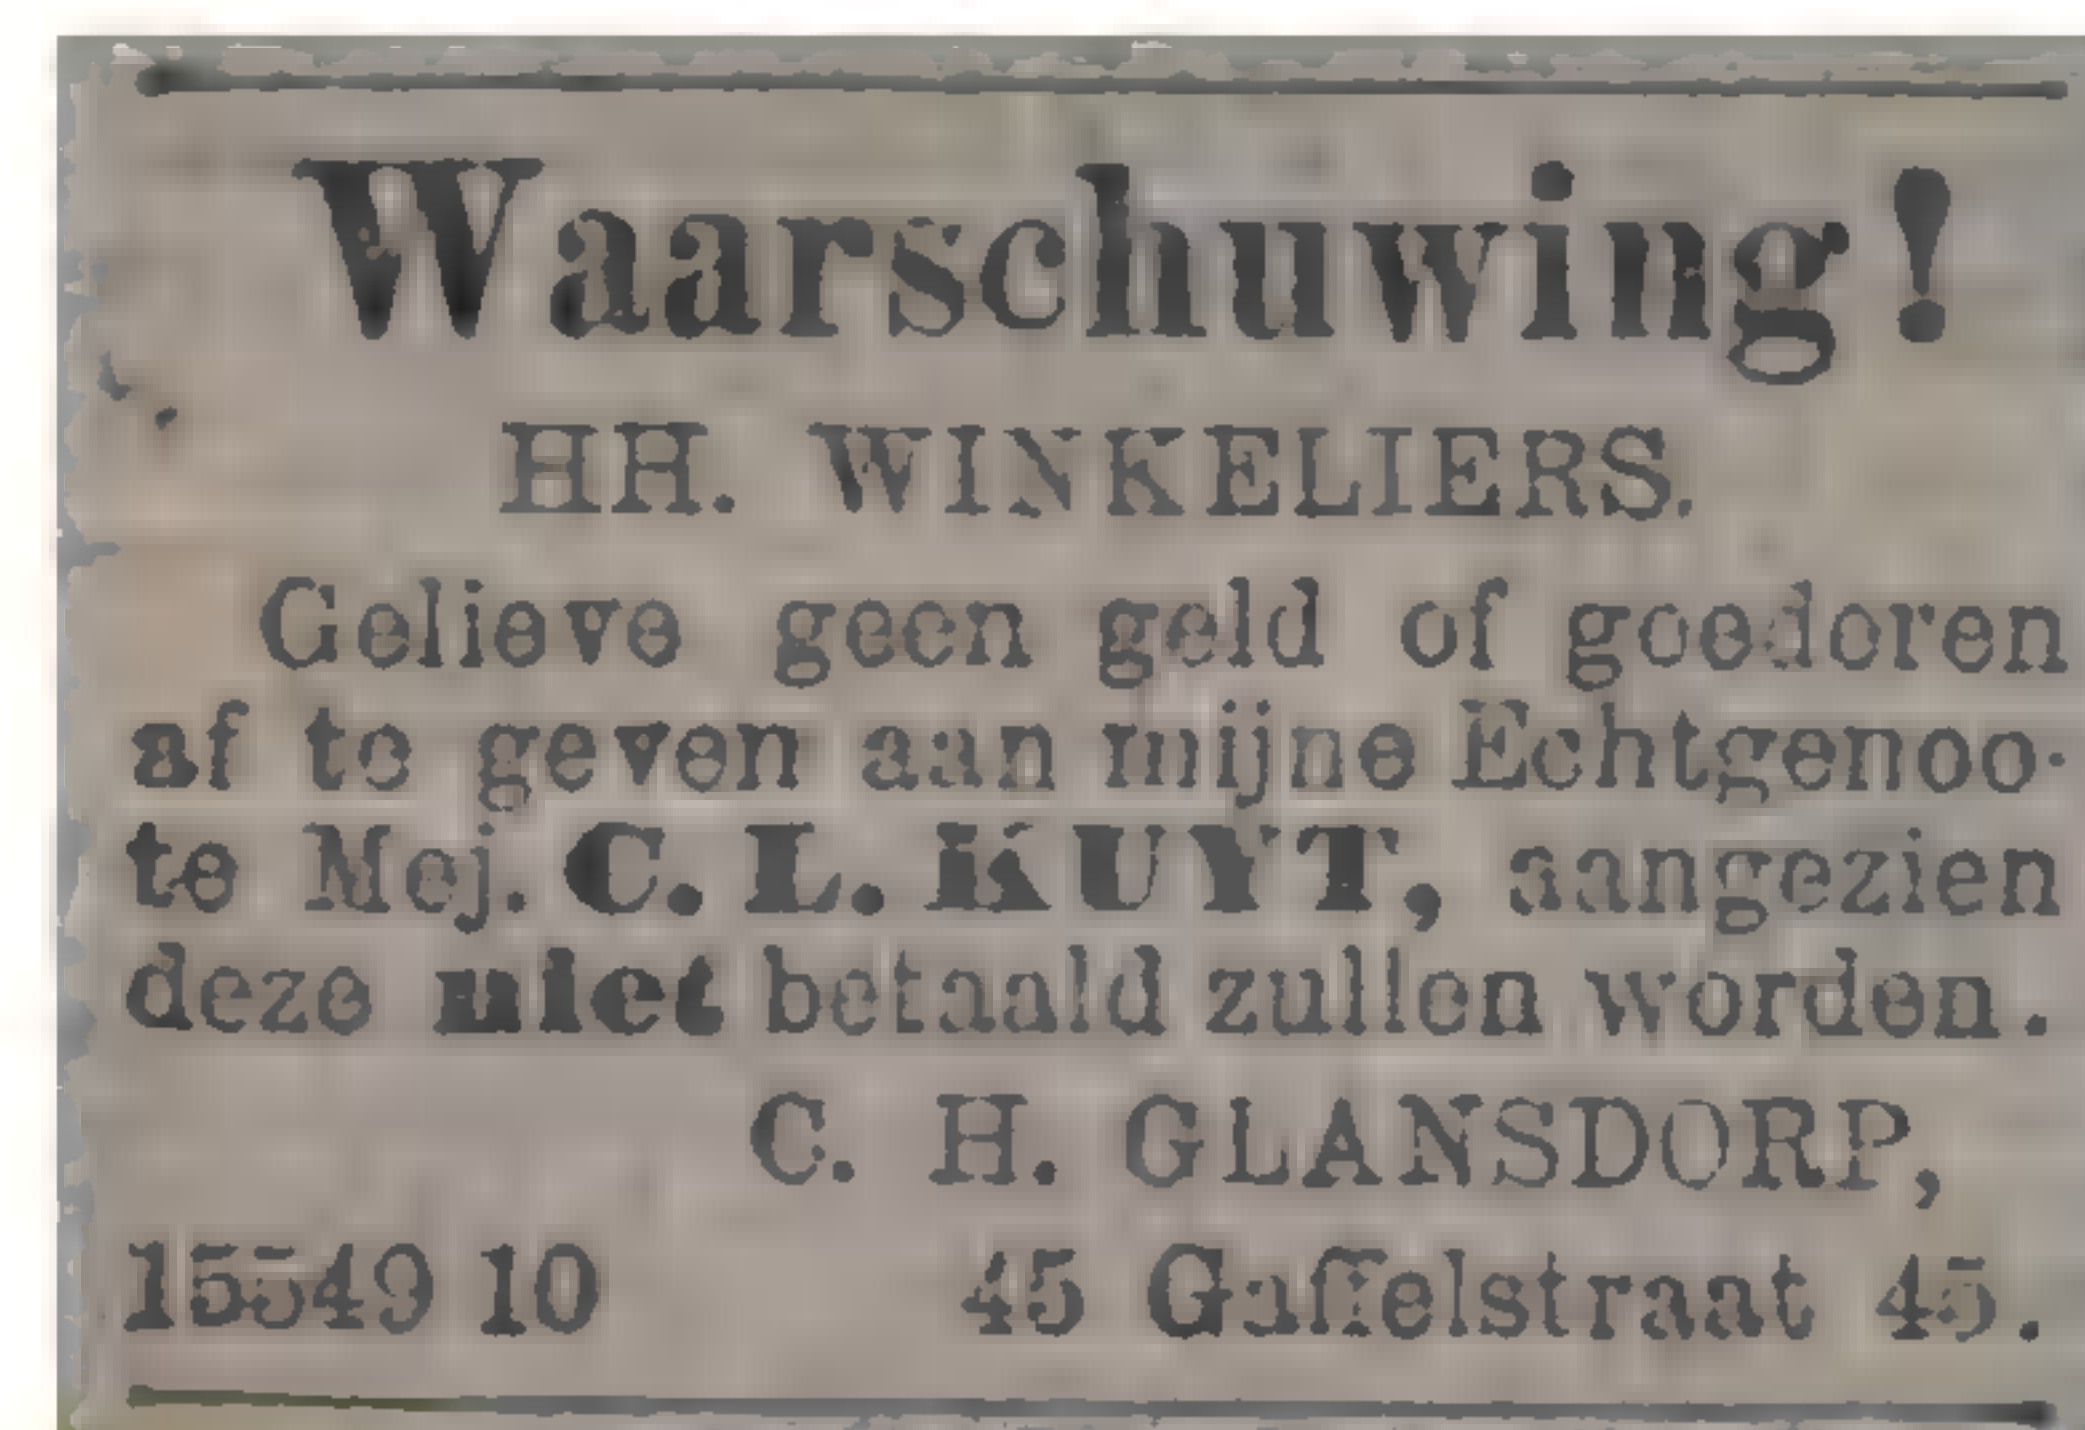 Waarschuwing!
HH. WINKELIERS.
Gelieve geen geld of goederen
af te geven aan mijne Echtgenoo-
te Mej. C. L. KUYT, aangezien
deze niet betaald zullen worden.
C. H. GLANSDORP,
15549 10 45 Gaffelstraat 45.